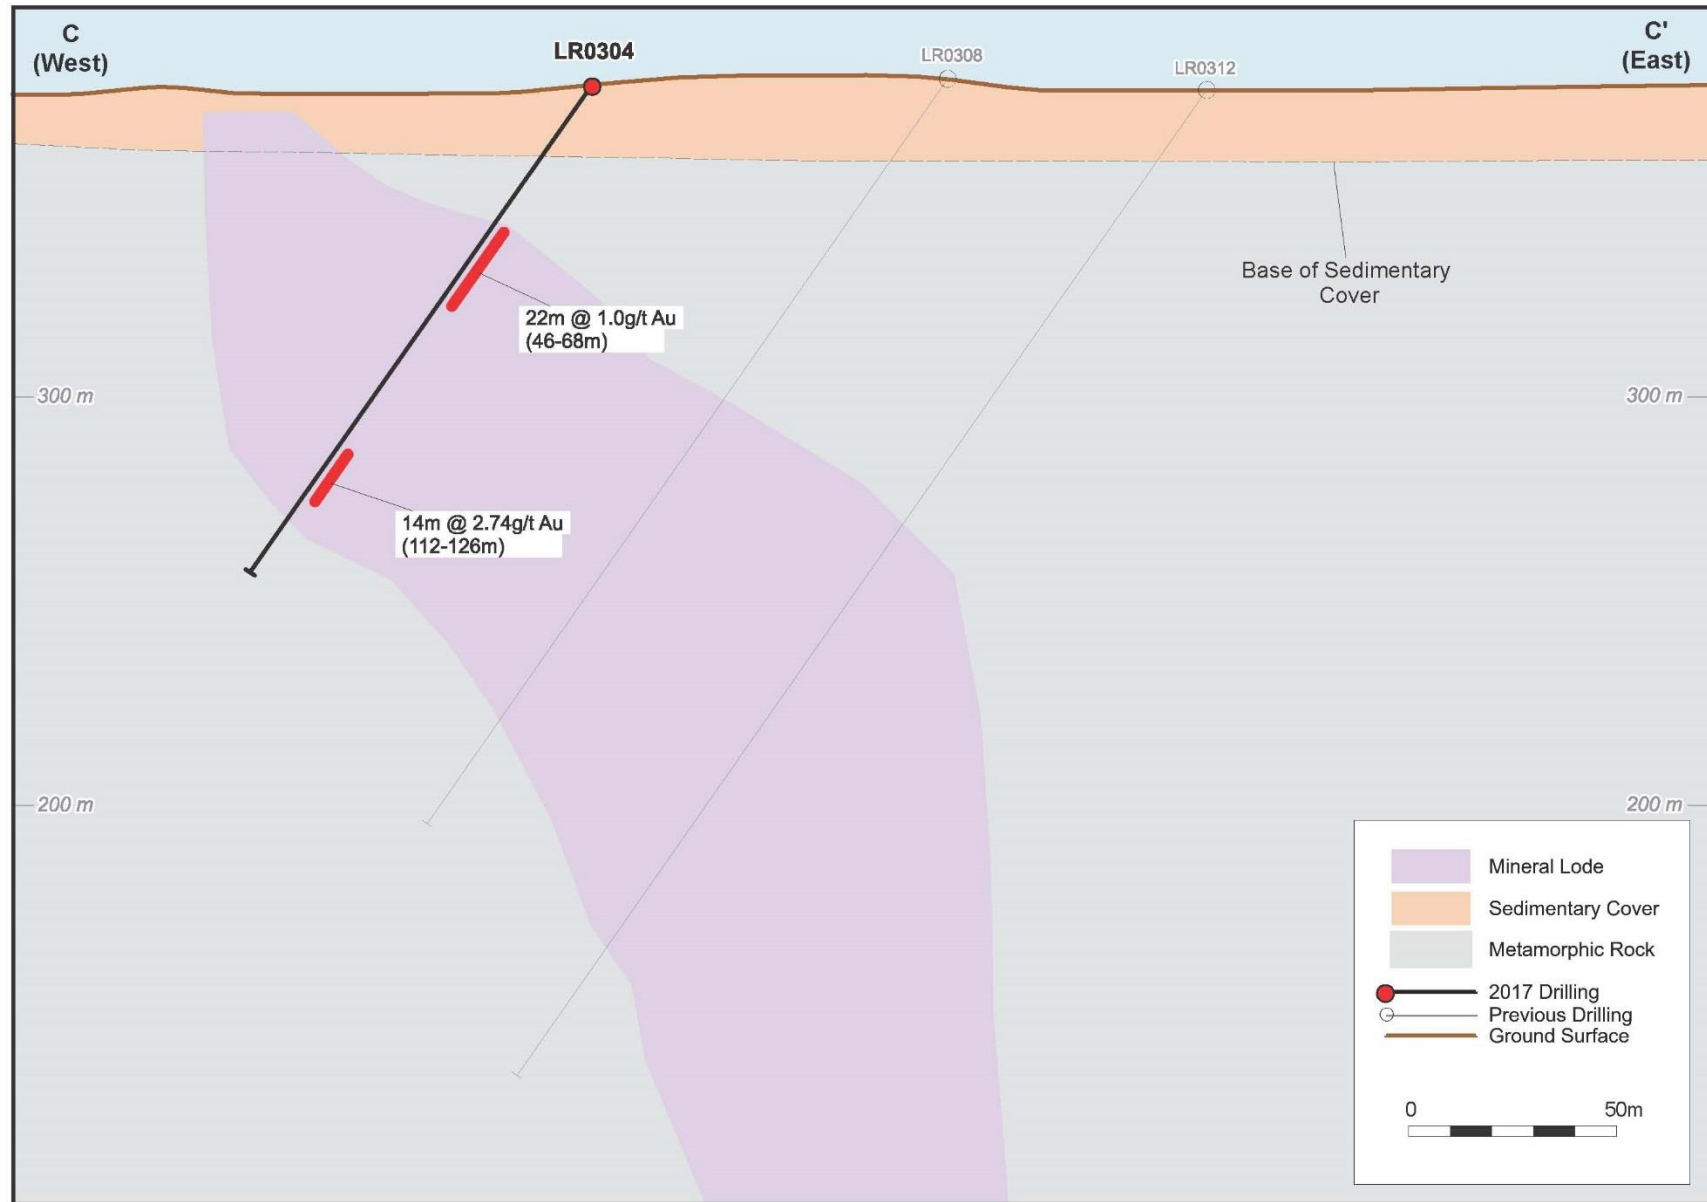 C
(West)
LR0304
LR0308
LR0312
C'
(East)
Base of Sedimentary
Cover
22m @ 1.0g/t Au
(46-68m)
300 m
300 m
14m @ 2.74g/t Au
(112-126m)
200 m
200 m
Mineral Lode
Sedimentary Cover
Metamorphic Rock
2017 Drilling
Previous Drilling
Ground Surface
0 50m